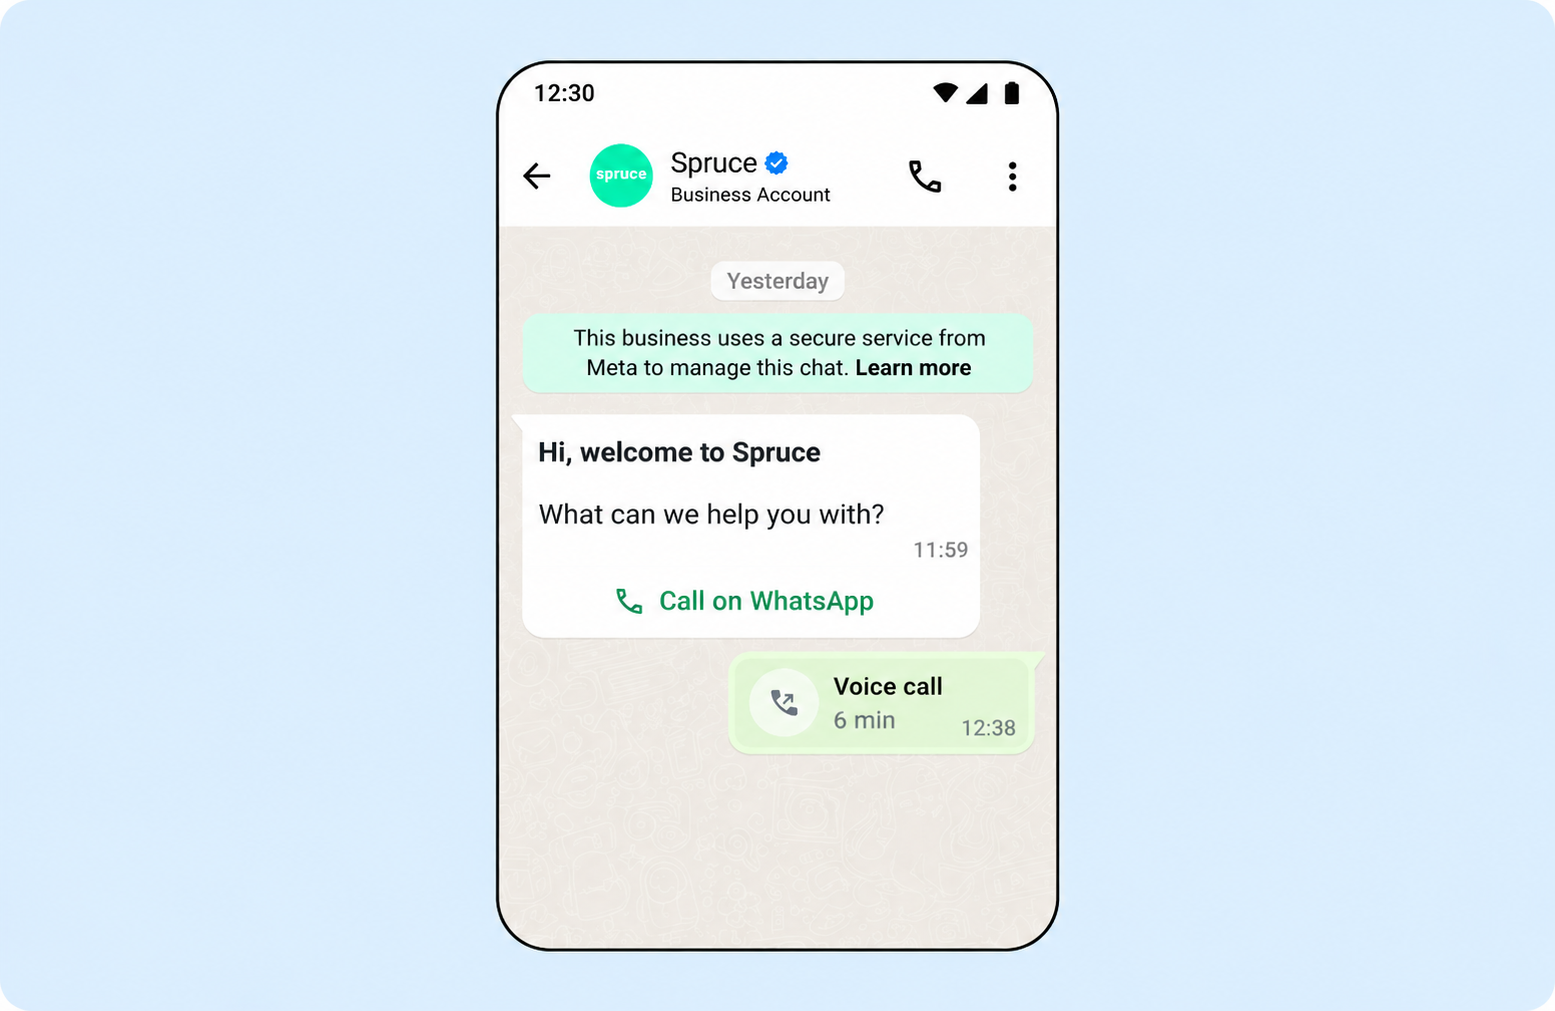 12:30
spruce
Spruce
Business Account
Yesterday
This business uses a secure service from
Meta to manage this chat. Learn more
Hi, welcome to Spruce
What can we help you with?
11:59
Call on WhatsApp
Voice call
6 min
12:38